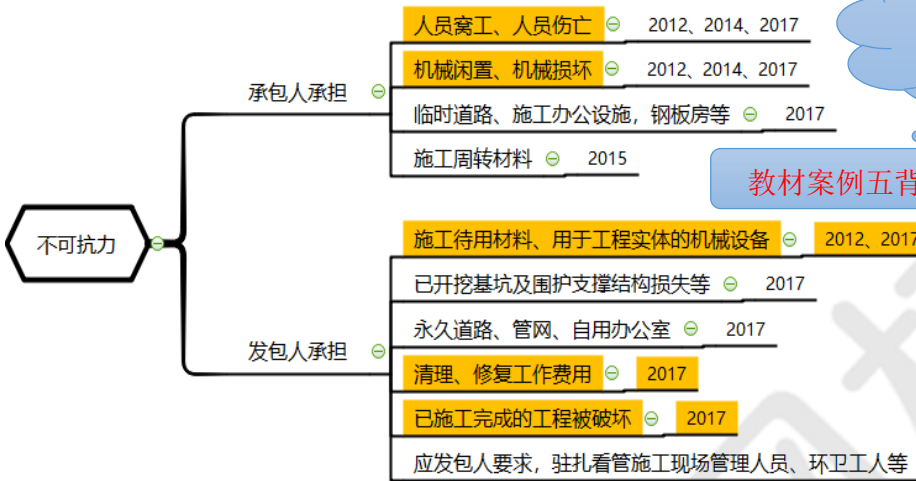 人员窝工、人员伤亡 2012、2014、2017
机械闲置、机械损坏 2012、2014、2017
承包人承担
临时道路、施工办公设施，钢板房等 2017
施工周转材料 2015
教材案例五背
不可抗力
施工待用材料、用于工程实体的机械设备 2012、2017
已开挖基坑及围护支撑结构损失等 2017
永久道路、管网、自用办公室 2017
发包人承担
清理、修复工作费用 2017
已施工完成的工程被破坏 2017
应发包人要求，驻扎看管施工现场管理人员、环卫工人等